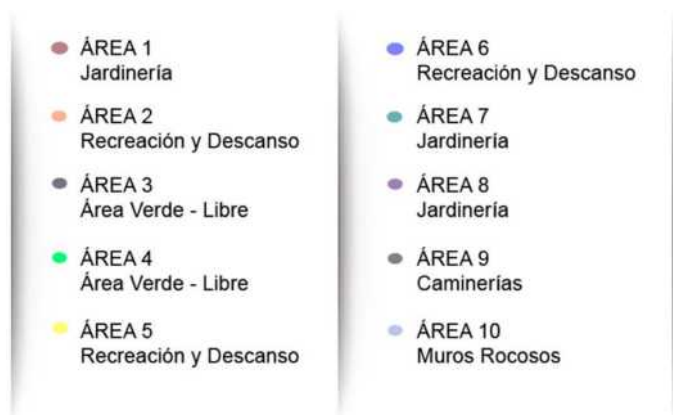 ÁREA 1
Jardinería
ÁREA 2
Recreación y Descanso
ÁREA 3
Área Verde - Libre
ÁREA 4
Área Verde - Libre
ÁREA 5
Recreación y Descanso
ÁREA 6
Recreación y Descanso
ÁREA 7
Jardinería
ÁREA 8
Jardinería
ÁREA 9
Caminerías
ÁREA 10
Muros Rocosos